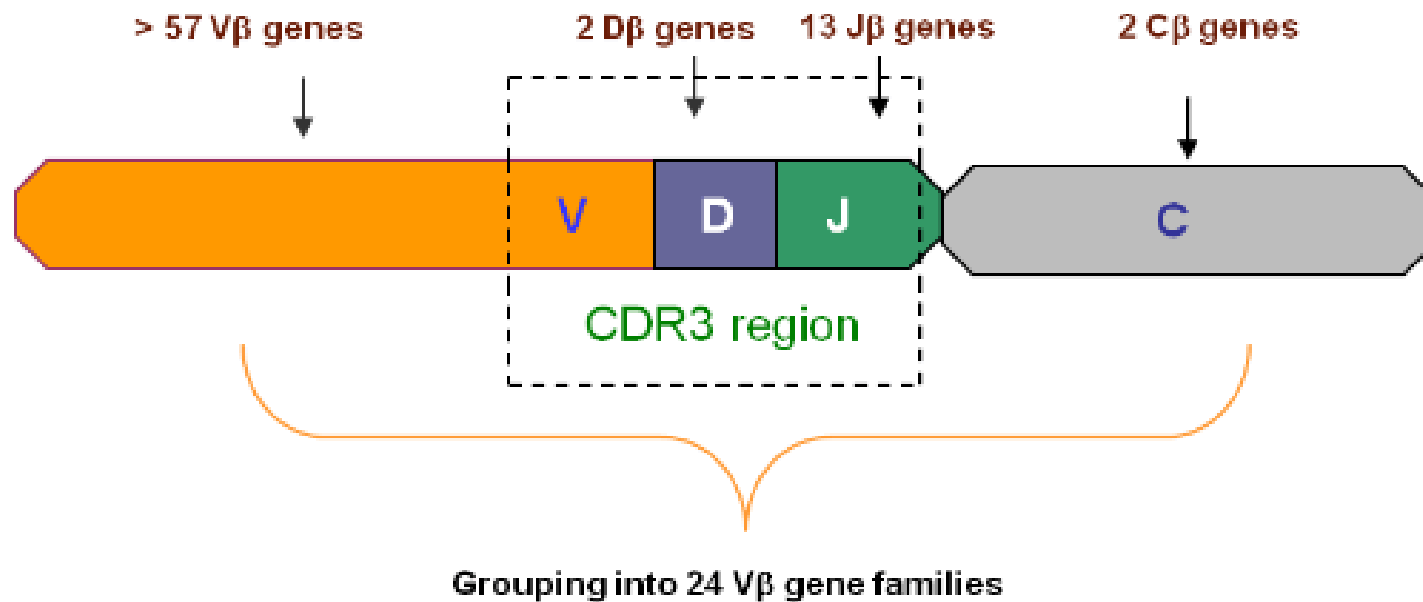 > 57 Vβ genes 2 Dβ genes 13 Jβ genes 2 Cβ genes
V D J C
CDR3 region
Grouping into 24 Vβ gene families